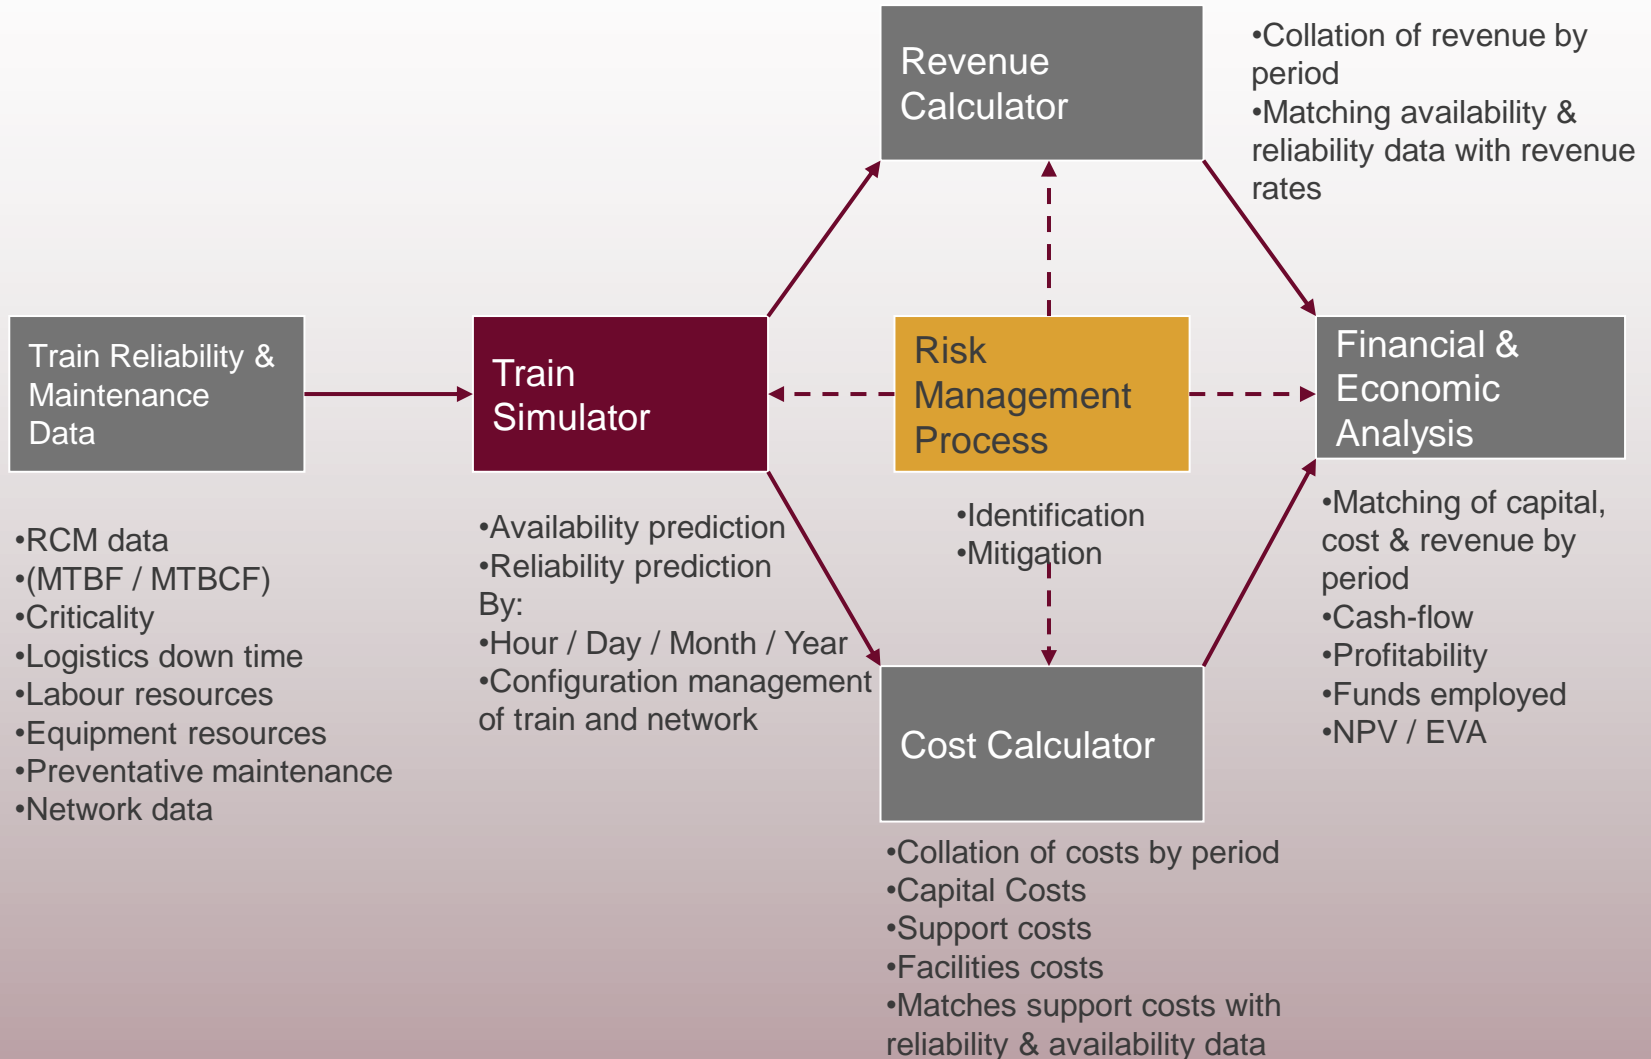 Revenue
Calculator
•Collation of revenue by
period
•Matching availability &
reliability data with revenue
rates
Train Reliability &
Maintenance
Data
Train
Simulator
Risk
Management
Process
Financial &
Economic
Analysis
•RCM data
•(MTBF / MTBCF)
•Criticality
•Logistics down time
•Labour resources
•Equipment resources
•Preventative maintenance
•Network data
•Availability prediction
•Reliability prediction
By:
•Hour / Day / Month / Year
•Configuration management
of train and network
•Identification
•Mitigation
•Matching of capital,
cost & revenue by
period
•Cash-flow
•Profitability
•Funds employed
•NPV / EVA
Cost Calculator
•Collation of costs by period
•Capital Costs
•Support costs
•Facilities costs
•Matches support costs with
reliability & availability data